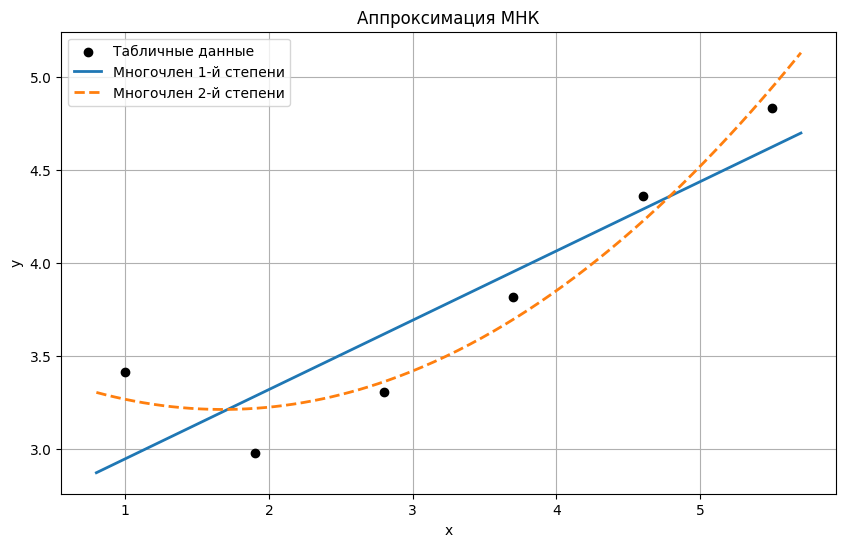 Аппроксимация МНК
Табличные данные
Многочлен 1-й степени
Многочлен 2-й степени
5.0
4.5
4.0
3.5
3.0
y
1 2 3 4 5
x